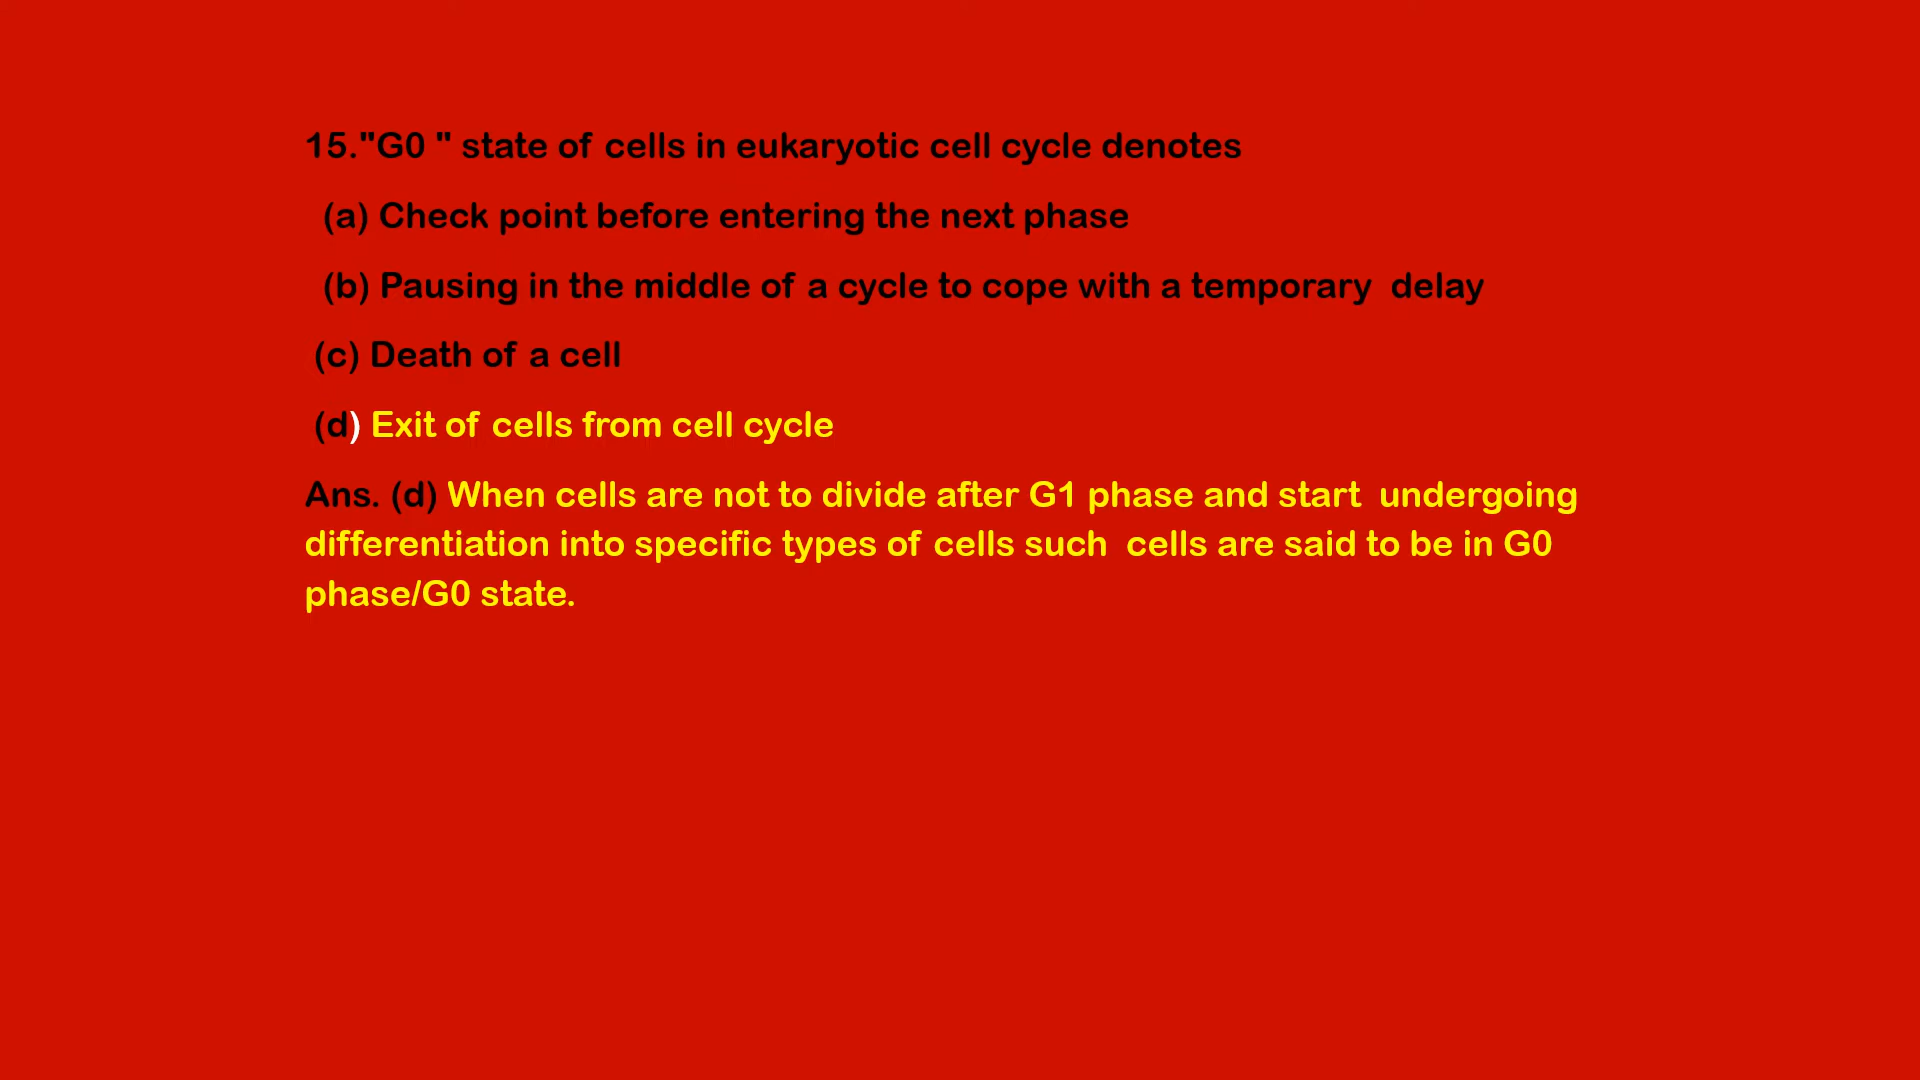 15."G0 " state of cells in eukaryotic cell cycle denotes
(a) Check point before entering the next phase
(b) Pausing in the middle of a cycle to cope with a temporary  delay
(c) Death of a cell
(d) Exit of cells from cell cycle
Ans. (d) When cells are not to divide after G1 phase and start  undergoing
differentiation into specific types of cells such  cells are said to be in G0
phase/G0 state.